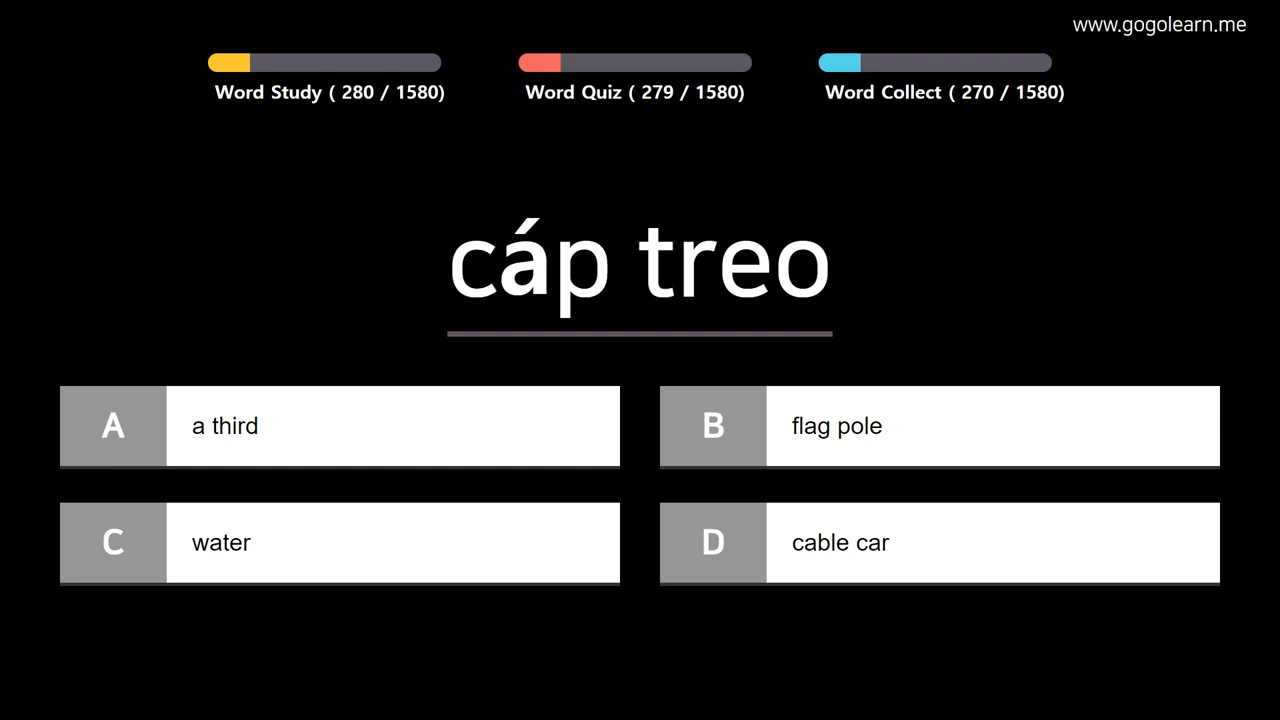 www.gogolearn.me
Word Study ( 280 / 1580)
Word Quiz ( 279 / 1580)
Word Collect ( 270 / 1580)
cáp treo
A
a third
B
flag pole
C
water
D
cable car